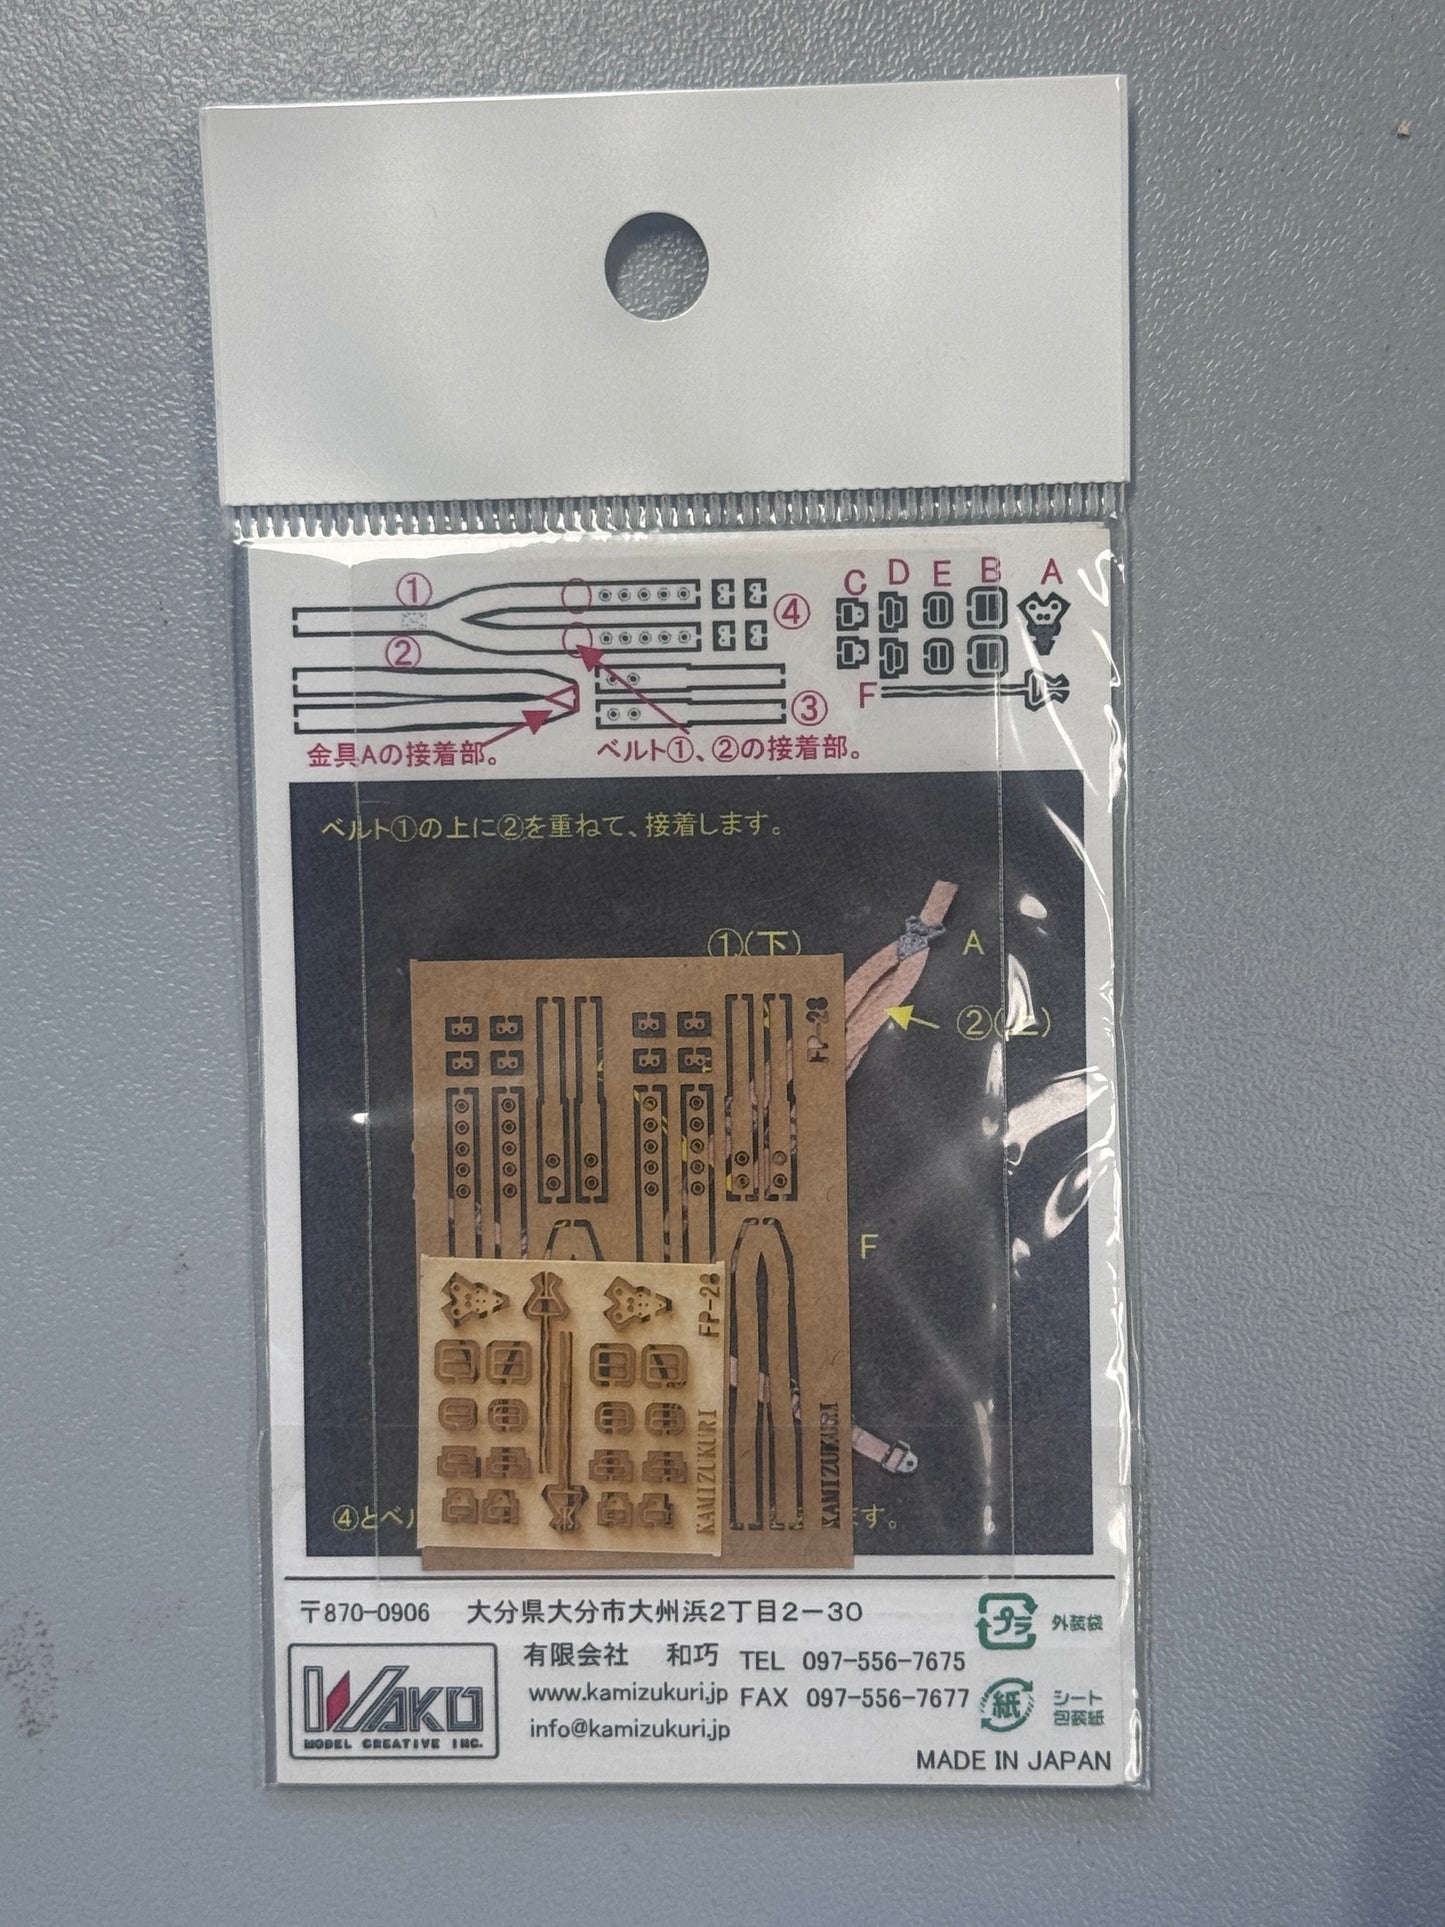 C D E B A
①
②
④
F
③
金具Aの接着部。
ベルト①、②の接着部。
ベルト①の上に②を重ねて、接着します。
①(下)
A
②(上)
F
FP-28
KAMIZUKURI
FP-28
KAMIZUKURI
④とベル
ます。
〒870-0906 大分県大分市大州浜2丁目2-30
有限会社 和巧 TEL 097-556-7675
www.kamizukuri.jp FAX 097-556-7677
info@kamizukuri.jp
WAKO
MODEL CREATIVE INC.
プラ 外装袋
紙 シート
包装紙
MADE IN JAPAN